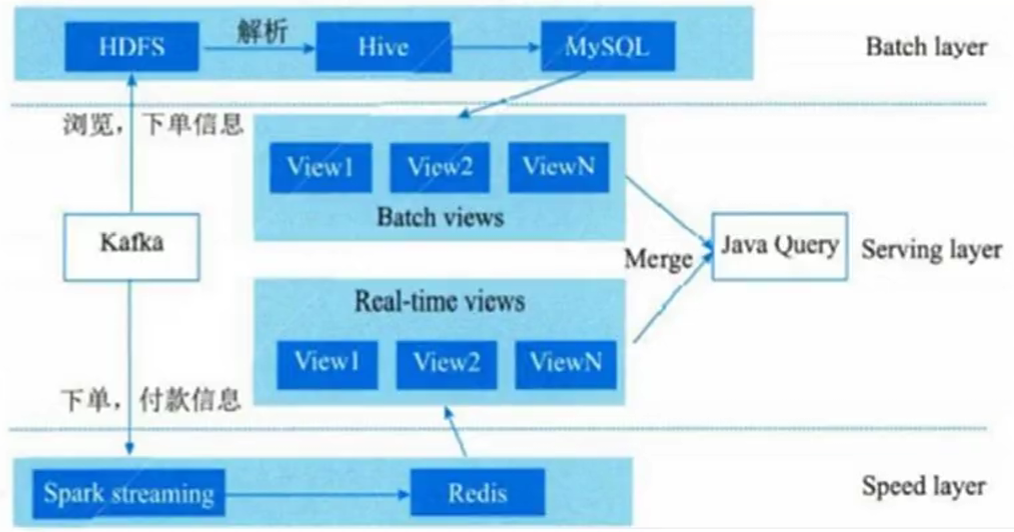 HDFS
解析
Hive
MySQL
Batch layer
浏览，下单信息
View1
View2
ViewN
Batch views
Kafka
Merge
Java Query
Serving layer
Real-time views
View1
View2
ViewN
下单，付款信息
Spark streaming
Redis
Speed layer